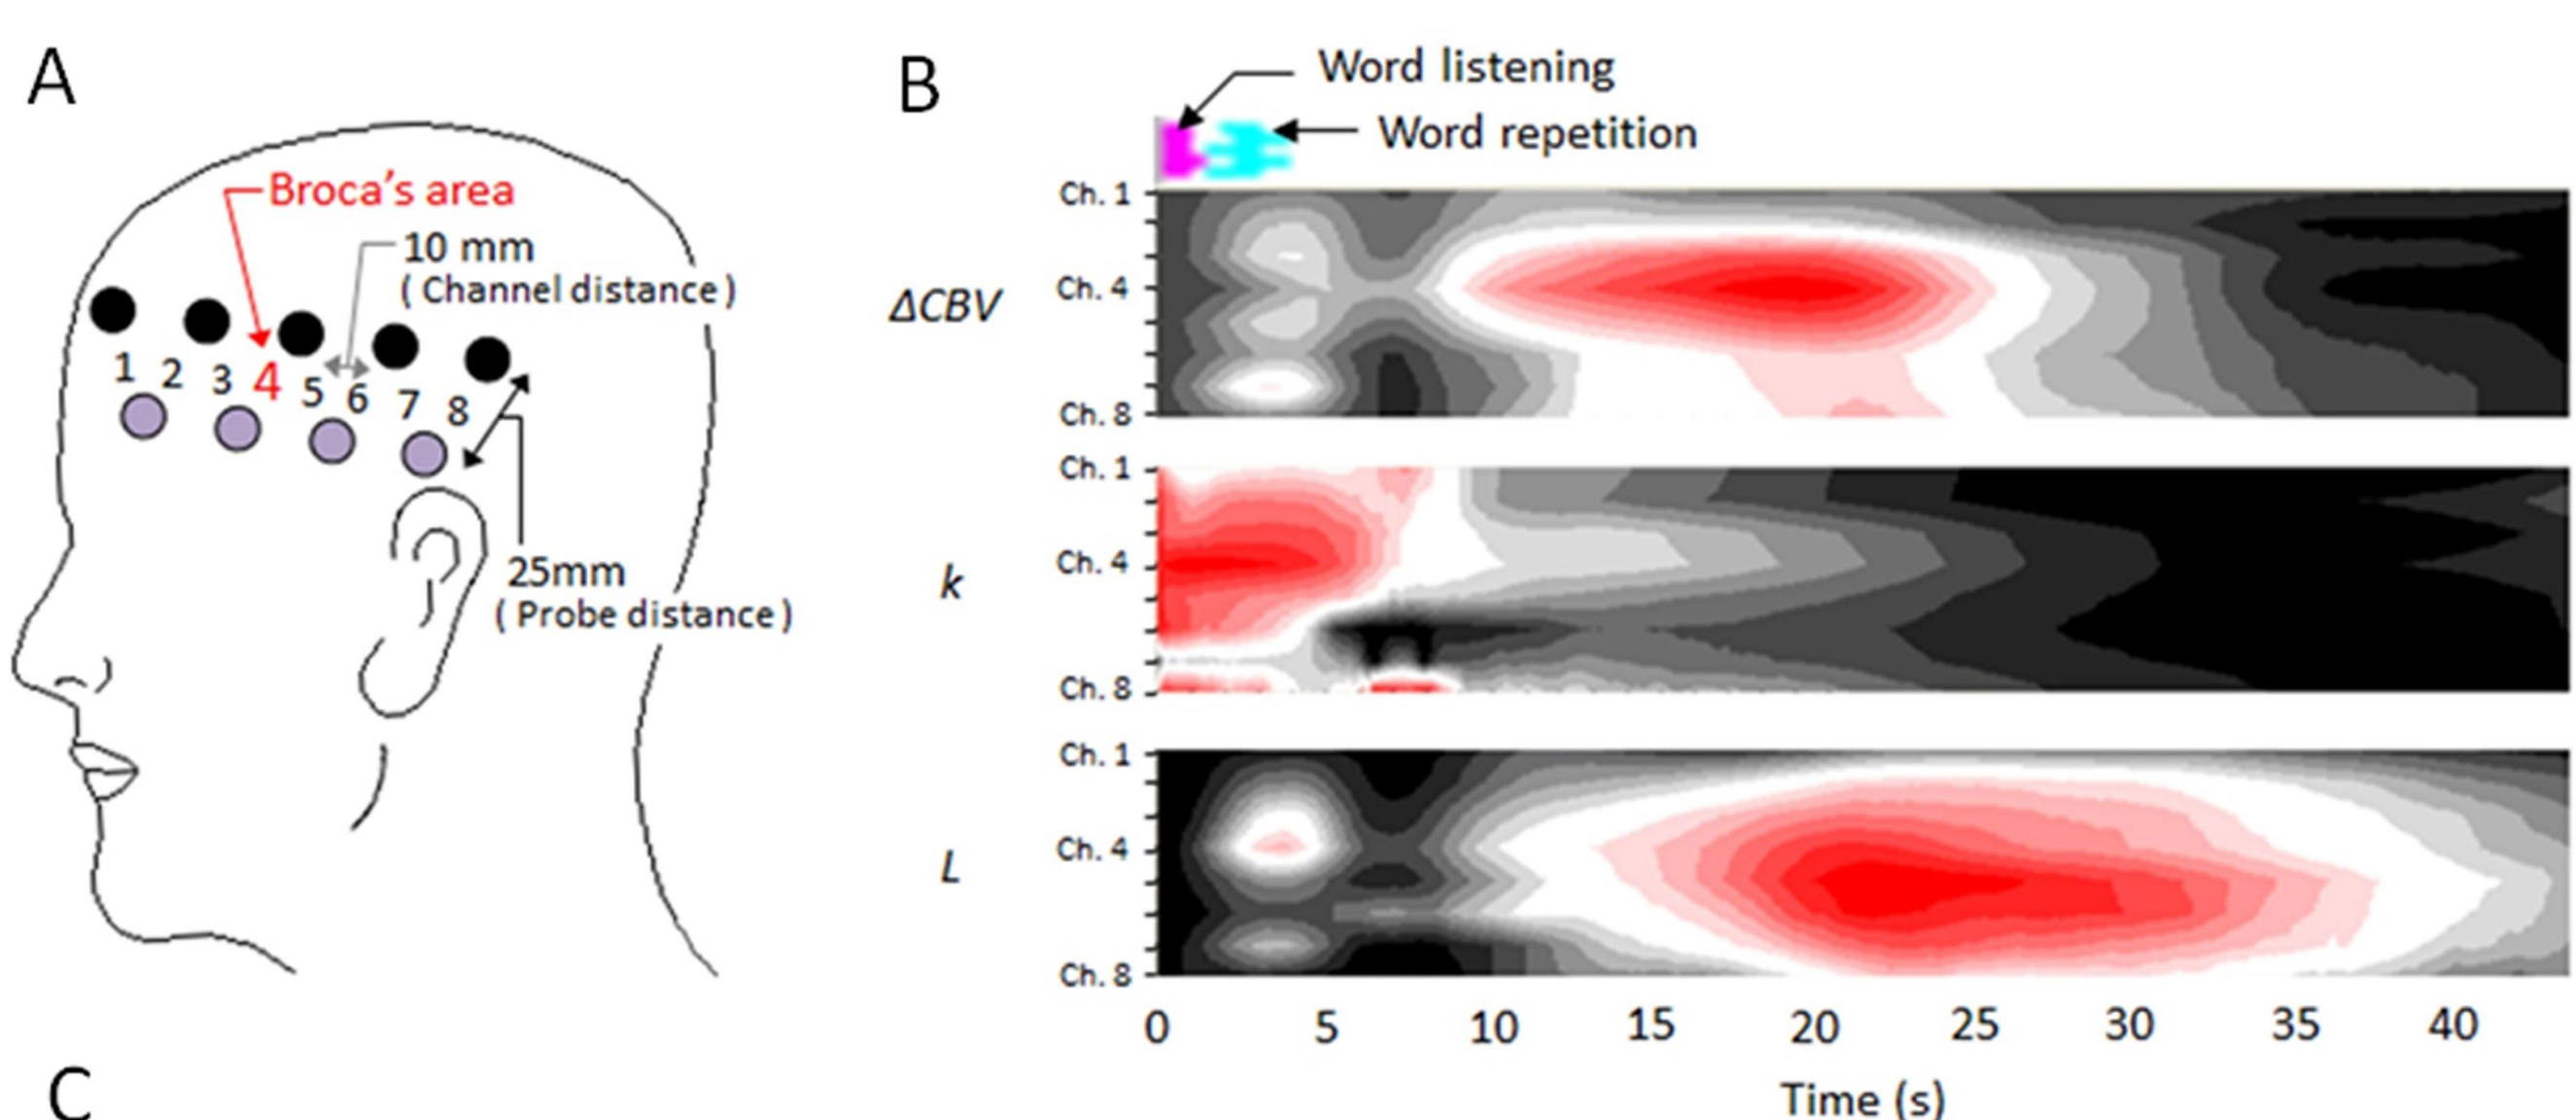 A
Broca's area
10 mm
( Channel distance )
1 2 3 4 5 6 7 8
25mm
( Probe distance )
B
Word listening
Word repetition
Ch. 1
ΔCBV
Ch. 4
Ch. 8
Ch. 1
k
Ch. 4
Ch. 8
Ch. 1
Ch. 4
L
Ch. 8
0 5 10 15 20 25 30 35 40
Time (s)
C